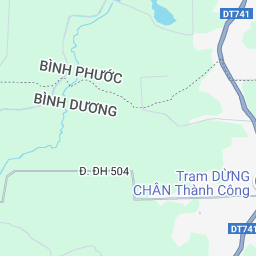 DT741
BÌNH PHƯỚC
BÌNH DƯƠNG
Đ. ĐH 504
Trạm DỪNG
CHÂN Thành Công
DT741